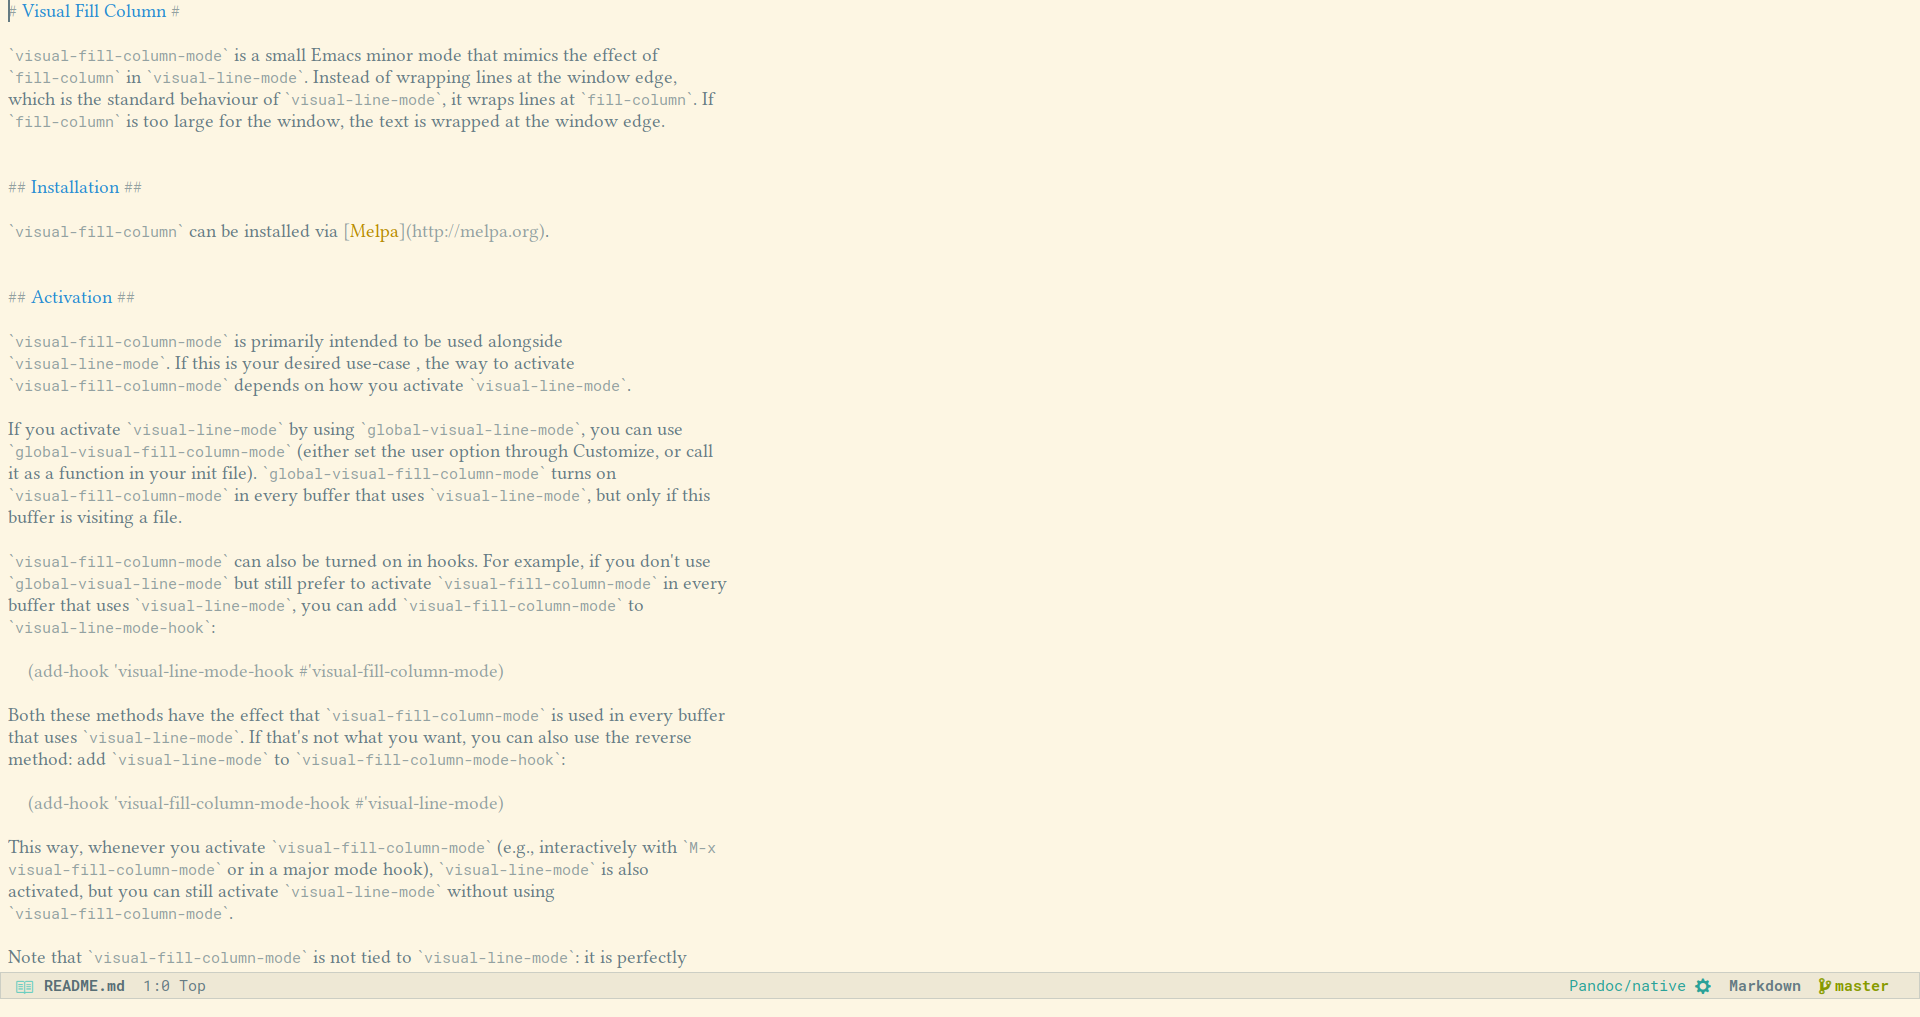 # Visual Fill Column #
`visual-fill-column-mode` is a small Emacs minor mode that mimics the effect of
`fill-column` in `visual-line-mode`. Instead of wrapping lines at the window edge,
which is the standard behaviour of `visual-line-mode`, it wraps lines at `fill-column`. If
`fill-column` is too large for the window, the text is wrapped at the window edge.
## Installation ##
`visual-fill-column` can be installed via [Melpa](http://melpa.org).
## Activation ##
`visual-fill-column-mode` is primarily intended to be used alongside
`visual-line-mode`. If this is your desired use-case , the way to activate
`visual-fill-column-mode` depends on how you activate `visual-line-mode`.
If you activate `visual-line-mode` by using `global-visual-line-mode`, you can use
`global-visual-fill-column-mode` (either set the user option through Customize, or call
it as a function in your init file). `global-visual-fill-column-mode` turns on
`visual-fill-column-mode` in every buffer that uses `visual-line-mode`, but only if this
buffer is visiting a file.
`visual-fill-column-mode` can also be turned on in hooks. For example, if you don't use
`global-visual-line-mode` but still prefer to activate `visual-fill-column-mode` in every
buffer that uses `visual-line-mode`, you can add `visual-fill-column-mode` to
`visual-line-mode-hook`:
(add-hook 'visual-line-mode-hook #'visual-fill-column-mode)
Both these methods have the effect that `visual-fill-column-mode` is used in every buffer
that uses `visual-line-mode`. If that's not what you want, you can also use the reverse
method: add `visual-line-mode` to `visual-fill-column-mode-hook`:
(add-hook 'visual-fill-column-mode-hook #'visual-line-mode)
This way, whenever you activate `visual-fill-column-mode` (e.g., interactively with `M-x
visual-fill-column-mode` or in a major mode hook), `visual-line-mode` is also
activated, but you can still activate `visual-line-mode` without using
`visual-fill-column-mode`.
Note that `visual-fill-column-mode` is not tied to `visual-line-mode`: it is perfectly
README.md 1:0 Top Pandoc/native Markdown master